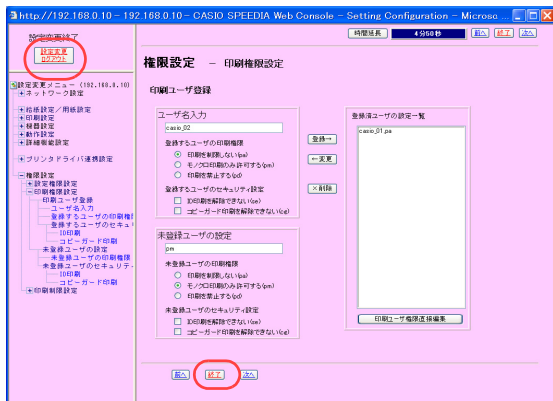 http://192.168.0.10 - 192.168.0.10 - CASIO SPEEDIA Web Console - Setting Configuration - Microso ...
設定変更終了
設定変更
ログアウト
時間延長
4分50秒
前へ
終了
次へ
権限設定 － 印刷権限設定
設定変更メニュー (192.168.0.10)
ネットワーク設定
給紙設定／用紙設定
印刷設定
機器設定
動作設定
詳細機能設定
プリンタドライバ連携設定
権限設定
設定権限設定
印刷権限設定
印刷ユーザ登録
ユーザ名入力
登録するユーザの印刷権
登録するユーザのセキュ
ID印刷
コピーガード印刷
未登録ユーザの設定
未登録ユーザの印刷権限
未登録ユーザのセキュリテ
ID印刷
コピーガード印刷
印刷制限設定
印刷ユーザ登録
ユーザ名入力
casio_02
登録するユーザの印刷権限
印刷を制限しない(pa)
モノクロ印刷のみ許可する(pm)
印刷を禁止する(pd)
登録するユーザのセキュリティ設定
ID印刷を解除できない(se)
コピーガード印刷を解除できない(cg)
登録→
←変更
×削除
登録済ユーザの設定一覧
casio_01,pa
印刷ユーザ権限直接編集
未登録ユーザの設定
pm
未登録ユーザの印刷権限
印刷を制限しない(pa)
モノクロ印刷のみ許可する(pm)
印刷を禁止する(pd)
未登録ユーザのセキュリティ設定
ID印刷を解除できない(se)
コピーガード印刷を解除できない(cg)
前へ
終了
次へ